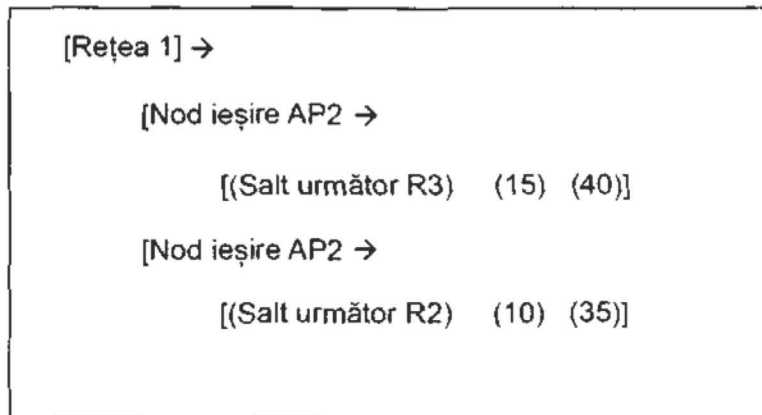 [Rețea 1] →
[Nod ieșire AP2 →
[(Salt următor R3) (15) (40)]
[Nod ieșire AP2 →
[(Salt următor R2) (10) (35)]